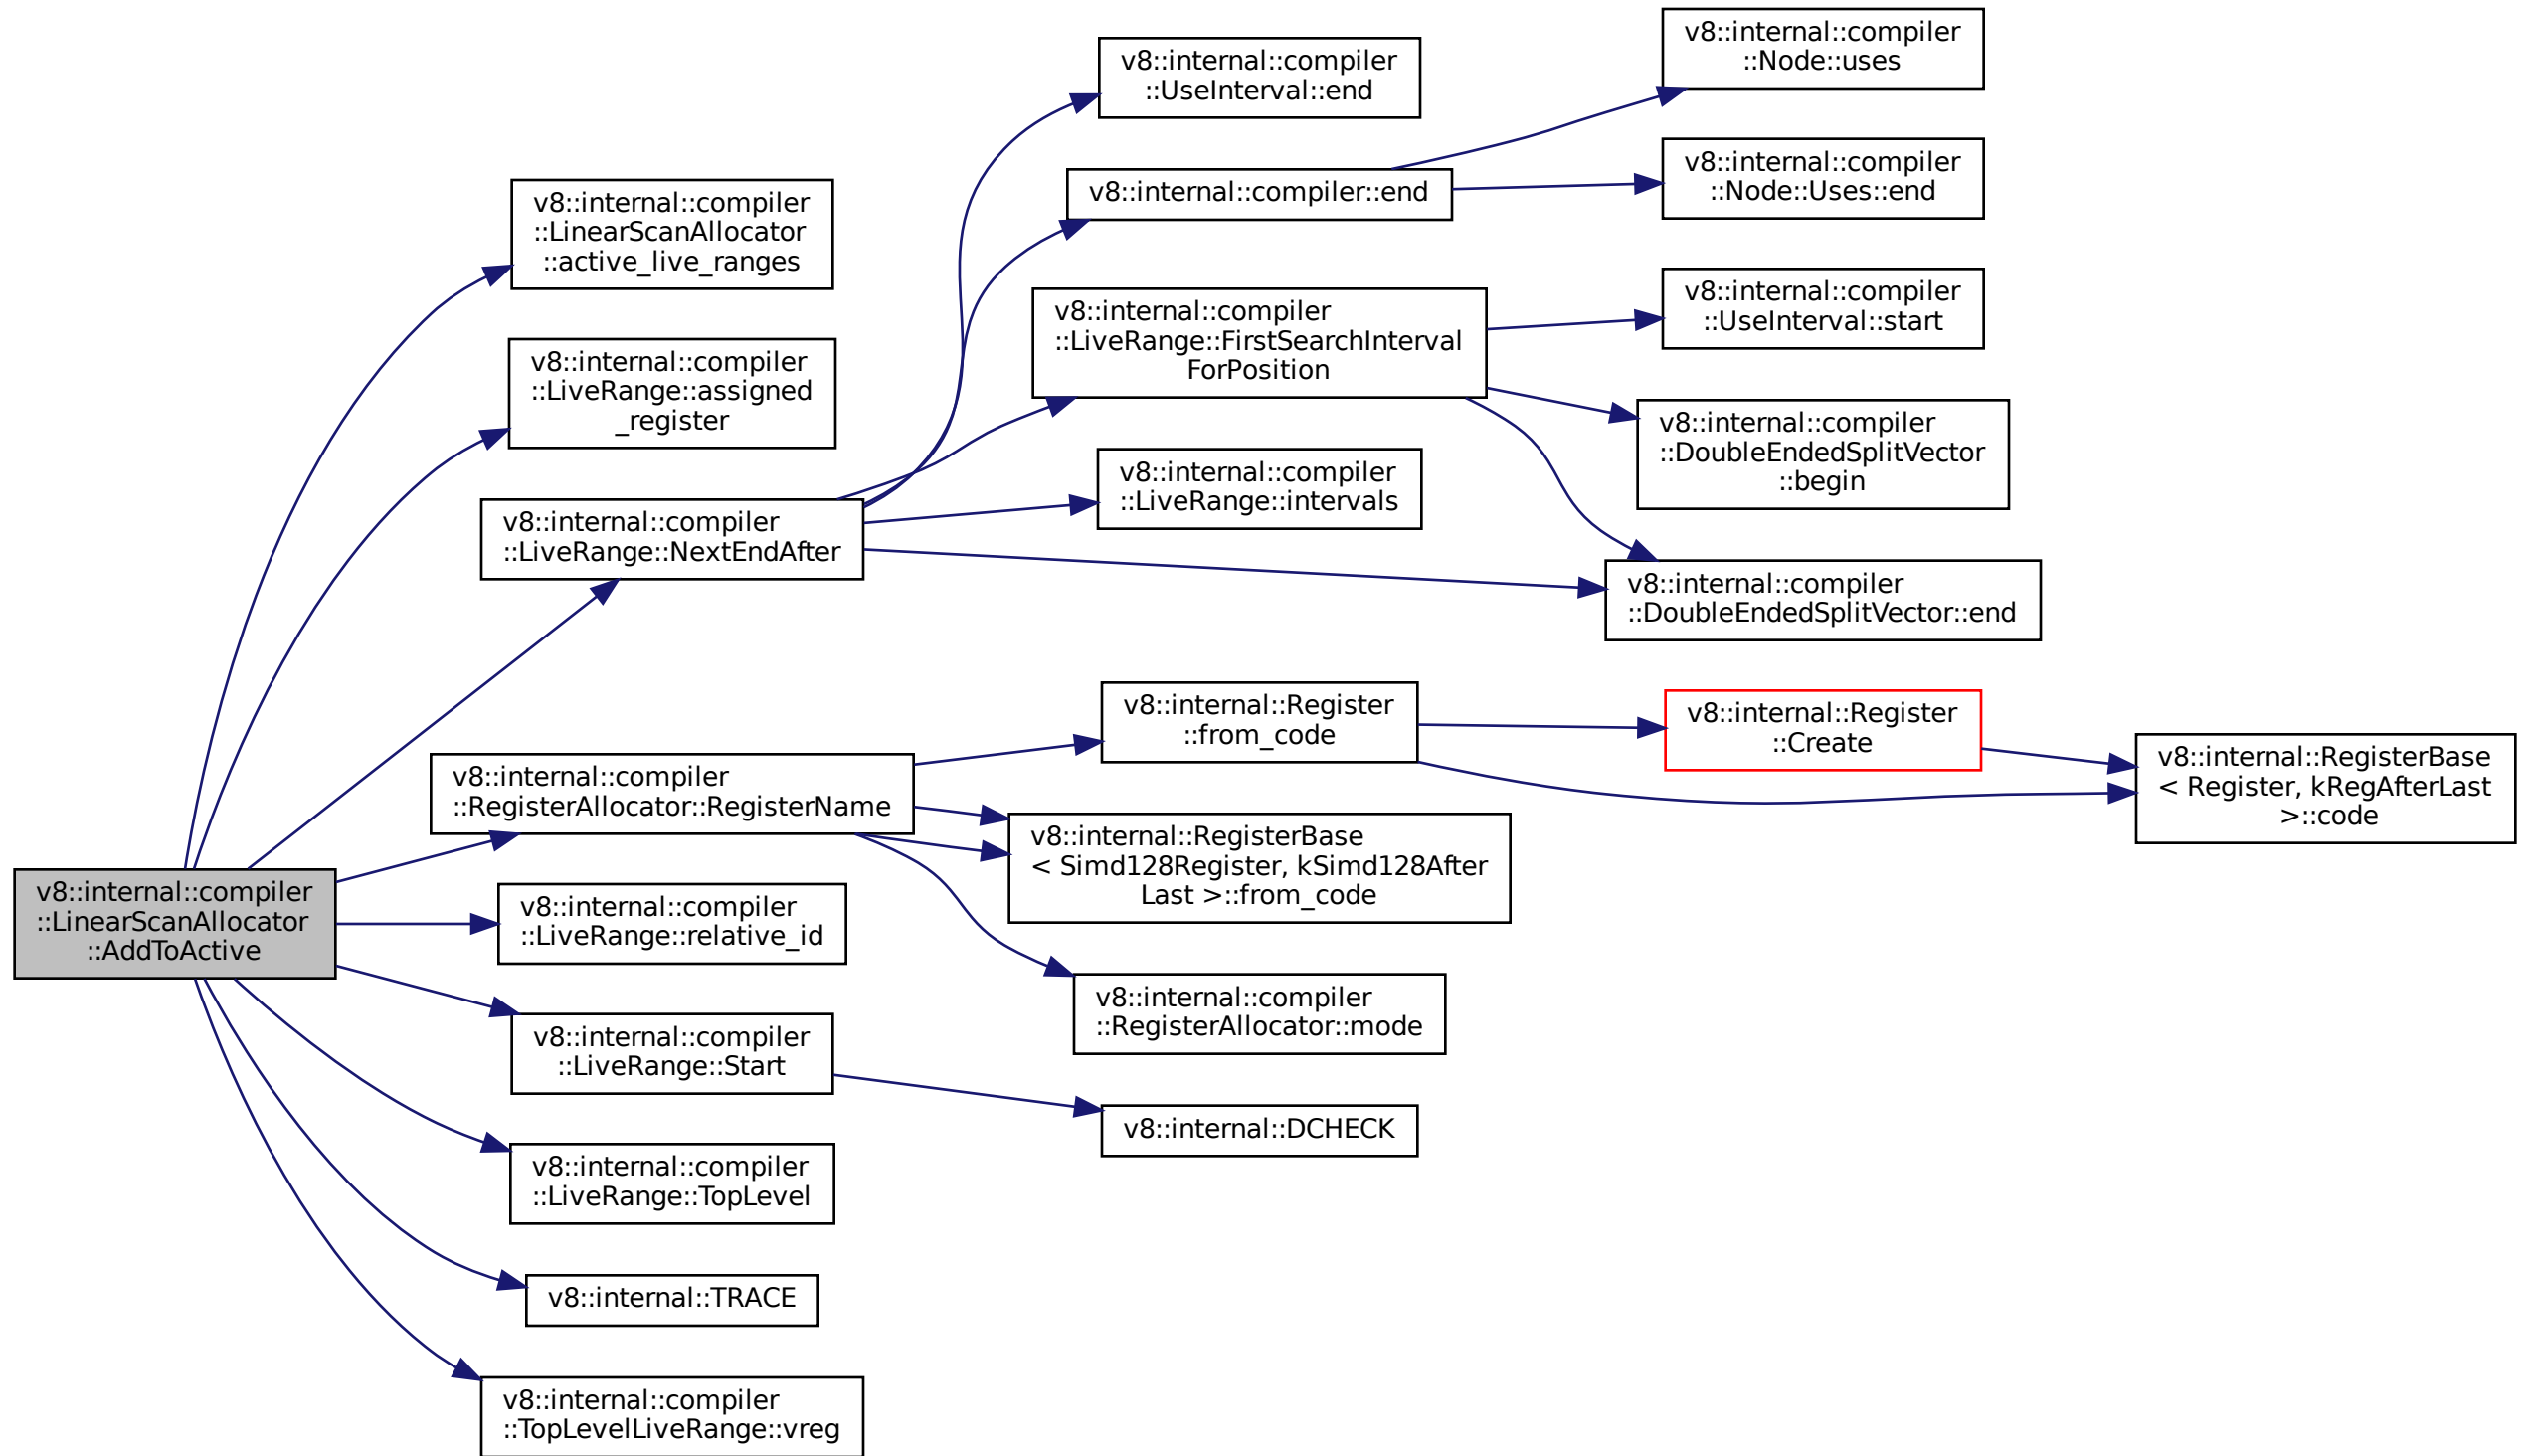 v8::internal::compiler
::LinearScanAllocator
::AddToActive
v8::internal::compiler
::LinearScanAllocator
::active_live_ranges
v8::internal::compiler
::LiveRange::assigned
_register
v8::internal::compiler
::LiveRange::NextEndAfter
v8::internal::compiler
::UseInterval::end
v8::internal::compiler::end
v8::internal::compiler
::Node::uses
v8::internal::compiler
::Node::Uses::end
v8::internal::compiler
::LiveRange::FirstSearchInterval
ForPosition
v8::internal::compiler
::UseInterval::start
v8::internal::compiler
::DoubleEndedSplitVector
::begin
v8::internal::compiler
::DoubleEndedSplitVector::end
v8::internal::compiler
::LiveRange::intervals
v8::internal::compiler
::RegisterAllocator::RegisterName
v8::internal::Register
::from_code
v8::internal::Register
::Create
v8::internal::RegisterBase
< Register, kRegAfterLast
>::code
v8::internal::RegisterBase
< Simd128Register, kSimd128After
Last >::from_code
v8::internal::compiler
::RegisterAllocator::mode
v8::internal::compiler
::LiveRange::relative_id
v8::internal::compiler
::LiveRange::Start
v8::internal::DCHECK
v8::internal::compiler
::LiveRange::TopLevel
v8::internal::TRACE
v8::internal::compiler
::TopLevelLiveRange::vreg